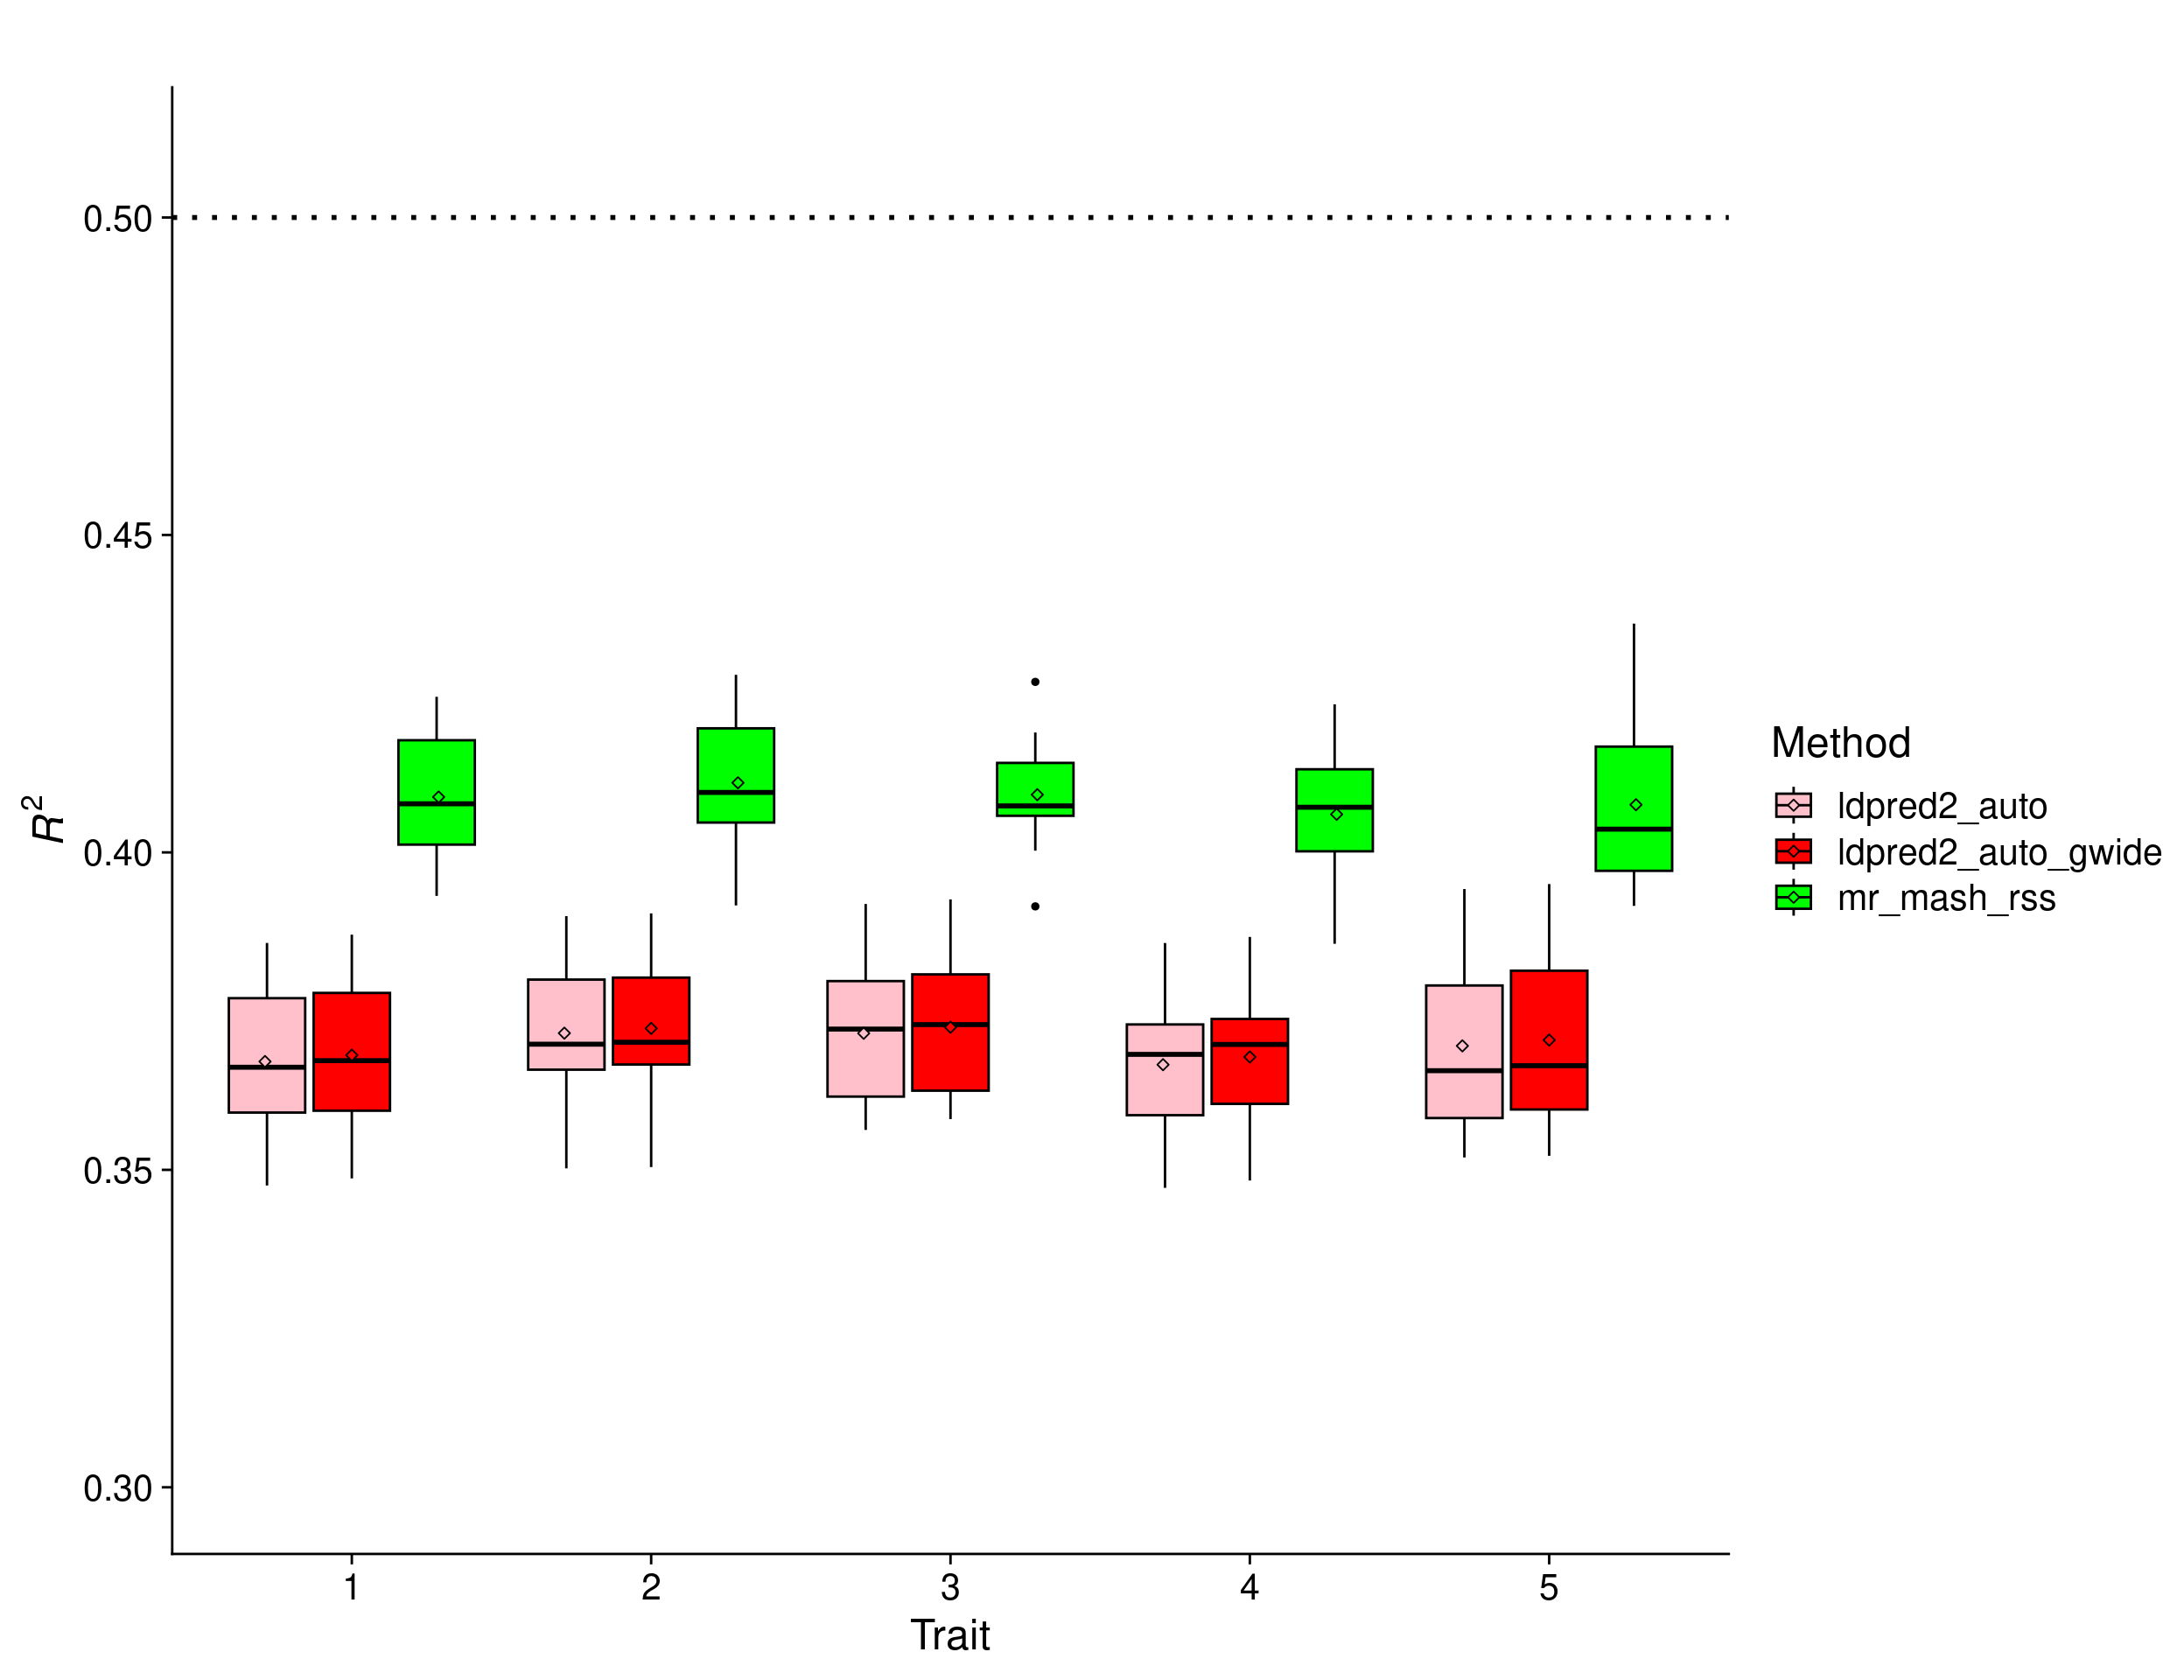 R²
0.50
0.45
0.40
0.35
0.30
1 2 3 4 5
Trait
Method
ldpred2_auto
ldpred2_auto_gwide
mr_mash_rss